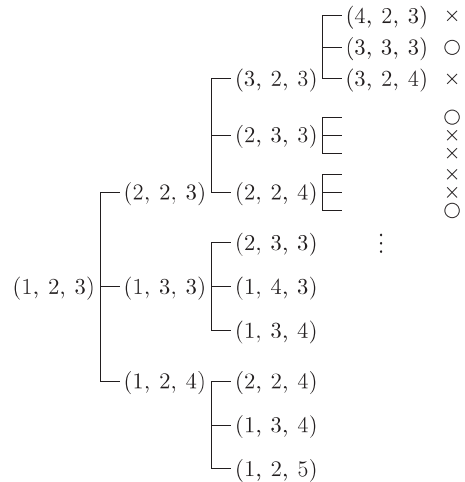 (4, 2, 3) ×
(3, 3, 3) ○
(3, 2, 3) (3, 2, 4) ×
○
(2, 3, 3) ×
×
×
(2, 2, 3) (2, 2, 4) ×
○
(2, 3, 3) ⋮
(1, 2, 3) (1, 3, 3) (1, 4, 3)
(1, 3, 4)
(1, 2, 4) (2, 2, 4)
(1, 3, 4)
(1, 2, 5)